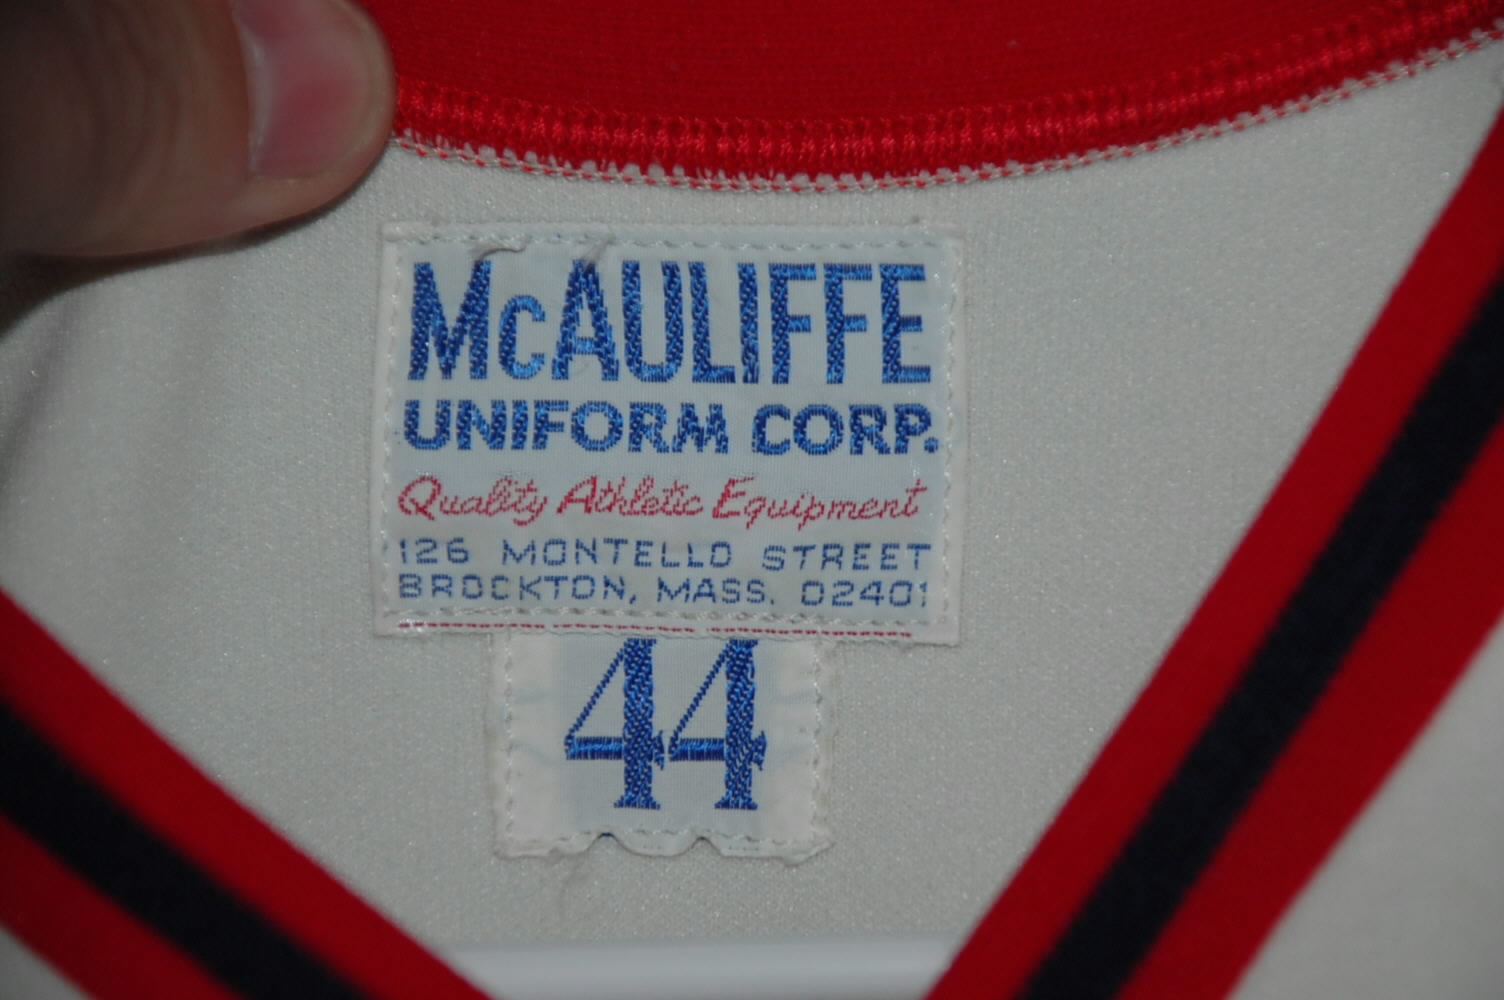 McAULIFFE
UNIFORM CORP.
Quality Athletic Equipment
126 MONTELLO STREET
BROCKTON, MASS. 02401
44